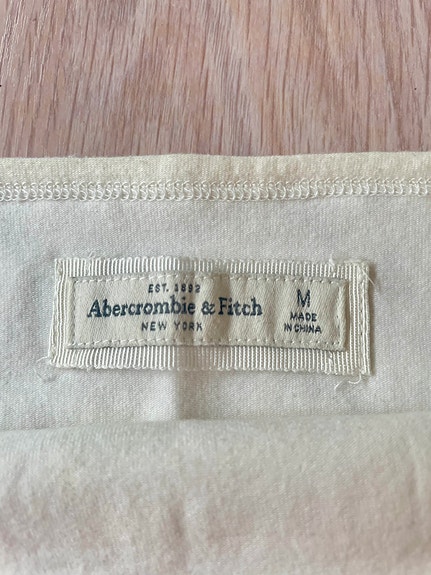 EST. 1892
Abercrombie & Fitch
NEW YORK
M
MADE
IN CHINA